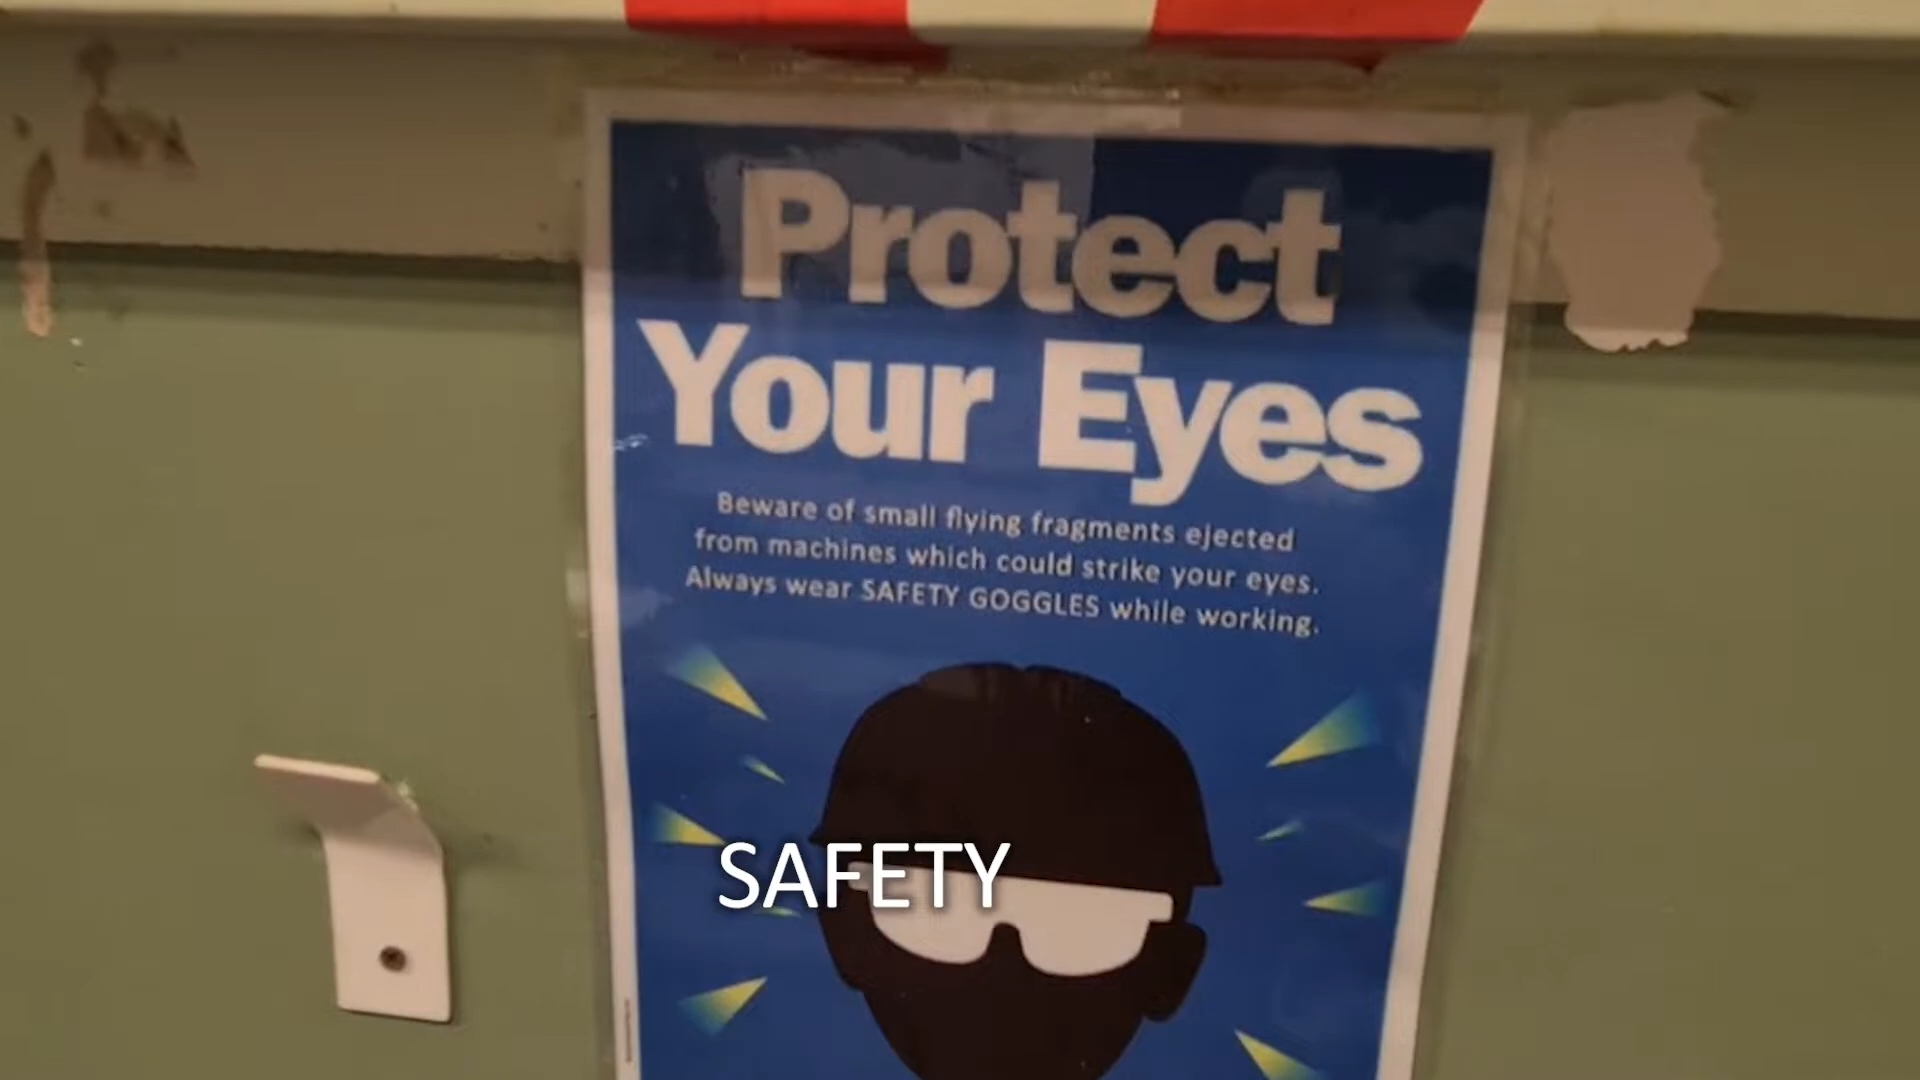 Protect
Your Eyes
Beware of small flying fragments ejected
from machines which could strike your eyes.
Always wear SAFETY GOGGLES while working.
SAFETY